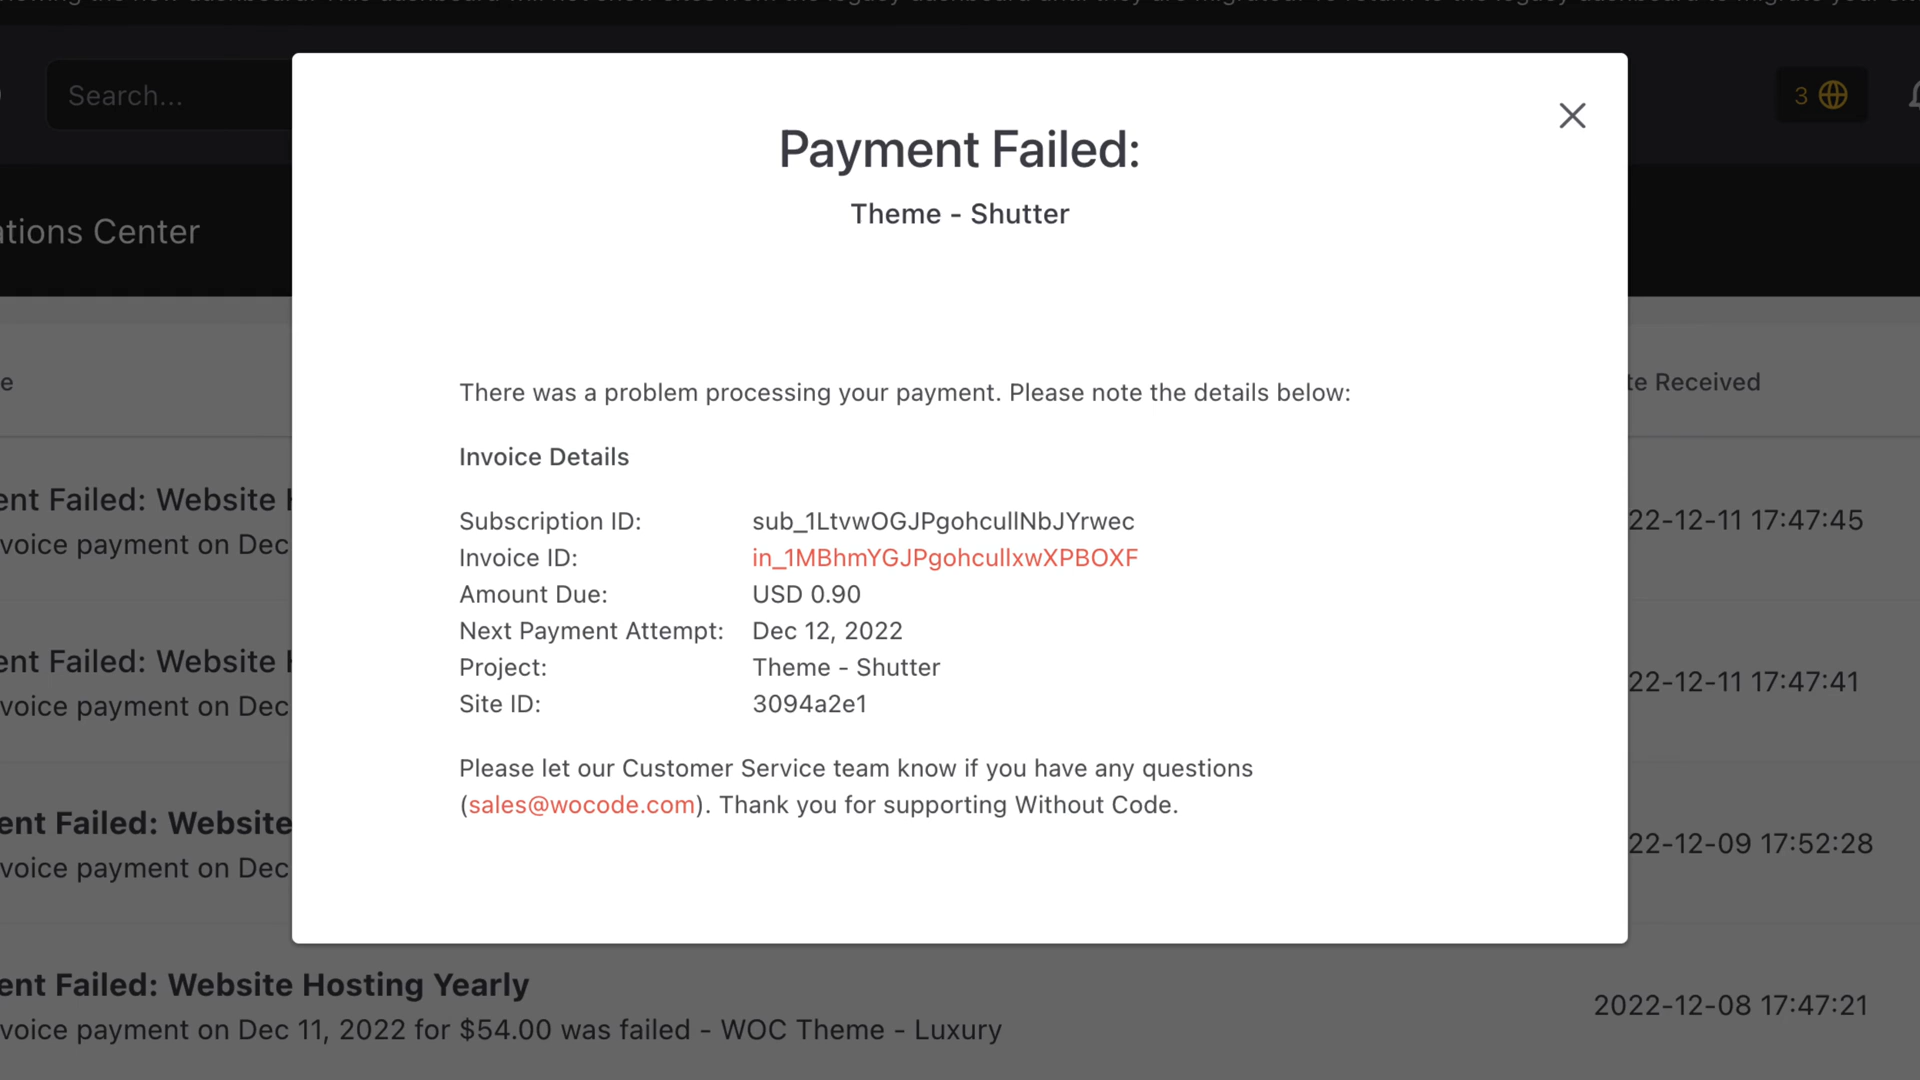 Search...
3
Payment Failed:
Theme - Shutter
ations Center
There was a problem processing your payment. Please note the details below:
e
te Received
Invoice Details
ent Failed: Website H
voice payment on Dec
22-12-11 17:47:45
Subscription ID: sub_1LtvwOGJPgohcullNbJYrwec
Invoice ID: in_1MBhmYGJPgohcullxwXPBOXF
Amount Due: USD 0.90
Next Payment Attempt: Dec 12, 2022
Project: Theme - Shutter
Site ID: 3094a2e1
ent Failed: Website H
voice payment on Dec
22-12-11 17:47:41
Please let our Customer Service team know if you have any questions
(sales@wocode.com). Thank you for supporting Without Code.
ent Failed: Website
voice payment on Dec
22-12-09 17:52:28
ent Failed: Website Hosting Yearly
voice payment on Dec 11, 2022 for $54.00 was failed - WOC Theme - Luxury
2022-12-08 17:47:21